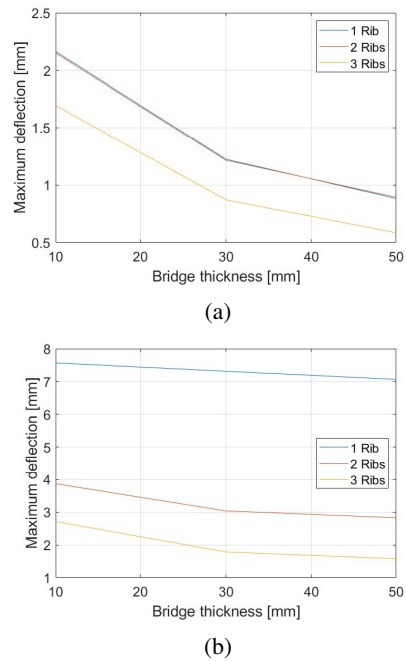 2.5
2
1.5
1
0.5
Maximum deflection [mm]
1 Rib
2 Ribs
3 Ribs
10
20
30
40
50
Bridge thickness [mm]
(a)
8
7
6
5
4
3
2
1
Maximum deflection [mm]
1 Rib
2 Ribs
3 Ribs
10
20
30
40
50
Bridge thickness [mm]
(b)